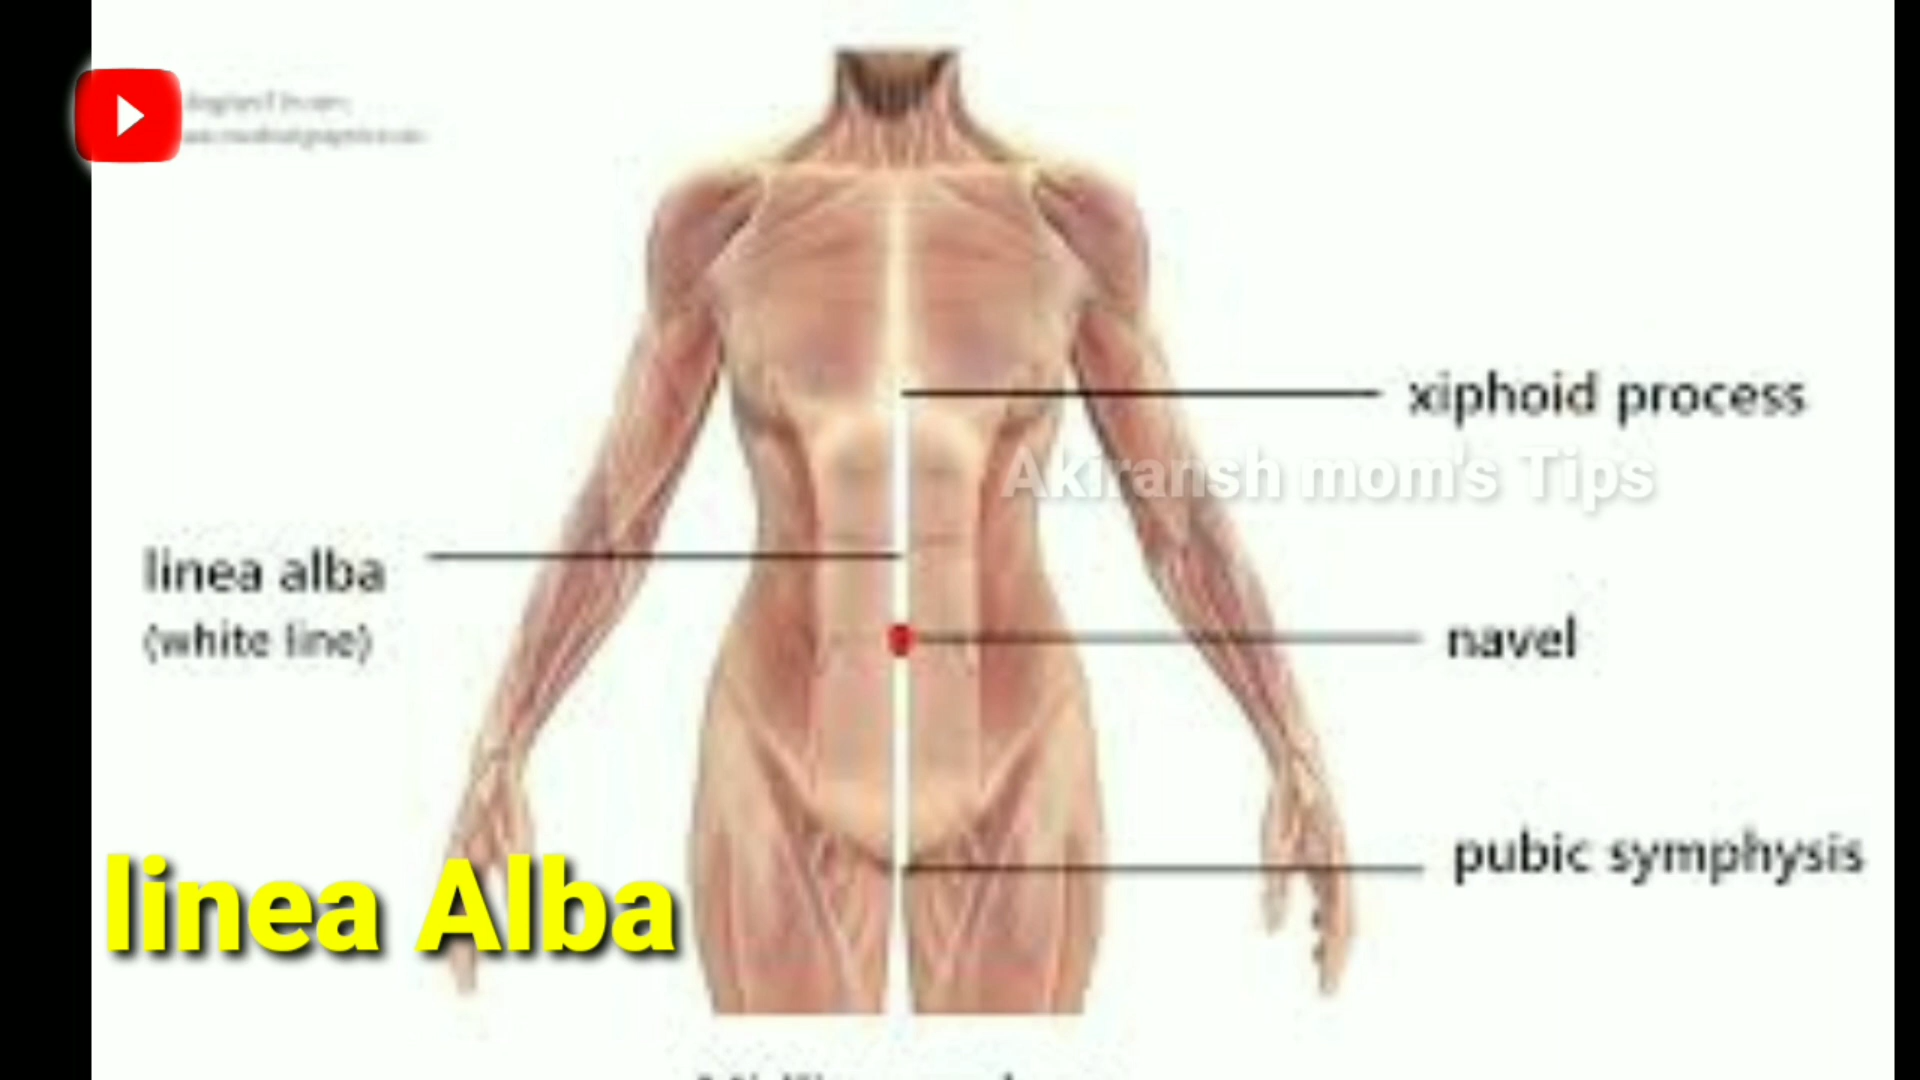 xiphoid process
Akiransh mom's Tips
linea alba
(white line)
navel
pubic symphysis
linea Alba